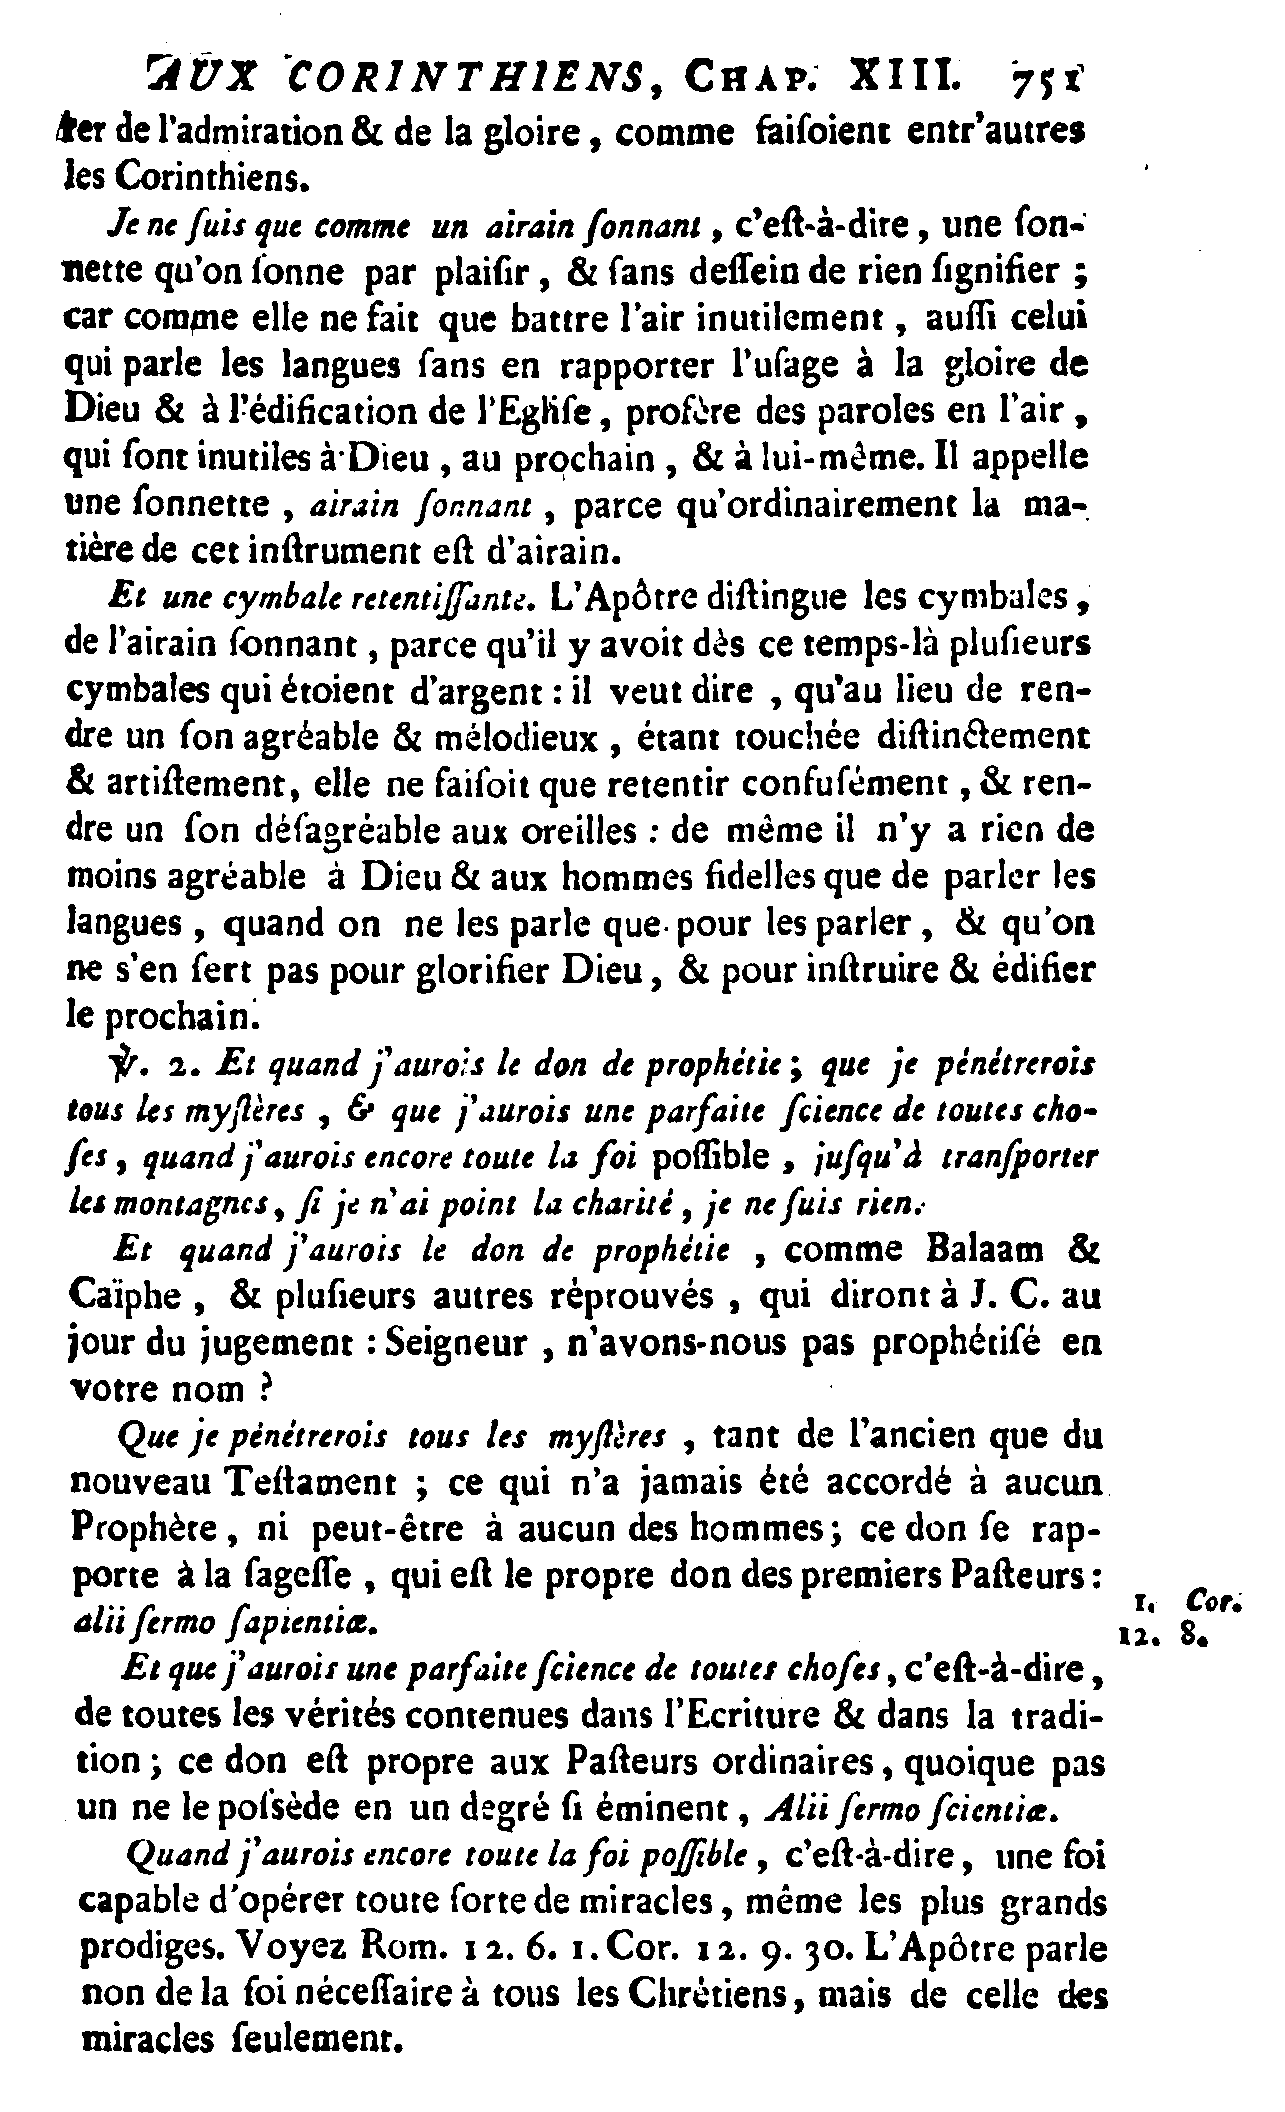 AUX CORINTHIENS, CHAP. XIII. 751
ter de l'admiration & de la gloire, comme faiſoient entr'autres
les Corinthiens.
Je ne ſuis que comme un airain ſonnant, c'eſt-à-dire, une ſon-
nette qu'on ſonne par plaiſir, & ſans deſſein de rien ſignifier ;
car comme elle ne fait que battre l'air inutilement, auſſi celui
qui parle les langues ſans en rapporter l'uſage à la gloire de
Dieu & à l'édification de l'Egliſe, profère des paroles en l'air,
qui ſont inutiles à Dieu, au prochain, & à lui-même. Il appelle
une ſonnette, airain ſonnant, parce qu'ordinairement la ma-
tière de cet inſtrument eſt d'airain.
Et une cymbale retentiſſante. L'Apôtre diſtingue les cymbales,
de l'airain ſonnant, parce qu'il y avoit dès ce temps-là pluſieurs
cymbales qui étoient d'argent : il veut dire, qu'au lieu de ren-
dre un ſon agréable & mélodieux, étant touchée diſtinctement
& artiſtement, elle ne faiſoit que retentir confuſément, & ren-
dre un ſon déſagréable aux oreilles : de même il n'y a rien de
moins agréable à Dieu & aux hommes fidelles que de parler les
langues, quand on ne les parle que pour les parler, & qu'on
ne s'en ſert pas pour glorifier Dieu, & pour inſtruire & édifier
le prochain.
℣. 2. Et quand j'aurois le don de prophétie ; que je pénétrerois
tous les myſtères, & que j'aurois une parfaite ſcience de toutes cho-
ſes, quand j'aurois encore toute la foi poſſible, juſqu'à tranſporter
les montagnes, ſi je n'ai point la charité, je ne ſuis rien.
Et quand j'aurois le don de prophétie, comme Balaam &
Caïphe, & pluſieurs autres réprouvés, qui diront à J. C. au
jour du jugement : Seigneur, n'avons-nous pas prophétiſé en
votre nom ?
Que je pénétrerois tous les myſtères, tant de l'ancien que du
nouveau Teſtament ; ce qui n'a jamais été accordé à aucun
Prophète, ni peut-être à aucun des hommes ; ce don ſe rap-
porte à la ſageſſe, qui eſt le propre don des premiers Paſteurs :
alii ſermo ſapientiæ.
1. Cor.
12. 8.
Et que j'aurois une parfaite ſcience de toutes choſes, c'eſt-à-dire,
de toutes les vérités contenues dans l'Ecriture & dans la tradi-
tion ; ce don eſt propre aux Paſteurs ordinaires, quoique pas
un ne le poſsède en un degré ſi éminent, Alii ſermo ſcientiæ.
Quand j'aurois encore toute la foi poſſible, c'eſt-à-dire, une foi
capable d'opérer toute ſorte de miracles, même les plus grands
prodiges. Voyez Rom. 12. 6. 1. Cor. 12. 9. 30. L'Apôtre parle
non de la foi néceſſaire à tous les Chrétiens, mais de celle des
miracles ſeulement.